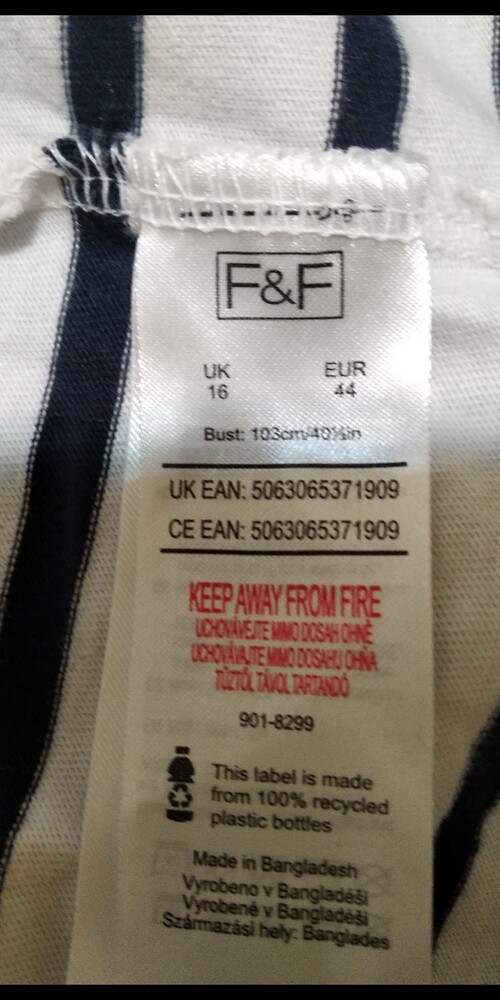 F&F
UK EUR
16 44
Bust: 103cm/40½in
UK EAN: 5063065371909
CE EAN: 5063065371909
KEEP AWAY FROM FIRE
UCHOVÁVEJTE MIMO DOSAH OHNĚ
UCHOVÁVAJTE MIMO DOSAHU OHŇA
TŰZTŐL TÁVOL TARTANDÓ
901-8299
This label is made
from 100% recycled
plastic bottles
Made in Bangladesh
Vyrobeno v Bangladéši
Vyrobené v Bangladéši
Származási hely: Banglades